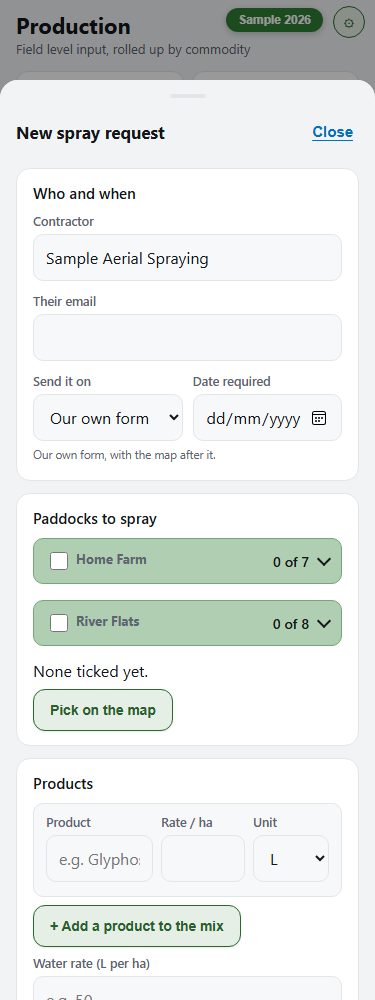 Production
Sample 2026
Field level input, rolled up by commodity
New spray request
Close
Who and when
Contractor
Sample Aerial Spraying
Their email
Send it on
Date required
Our own form
dd/mm/yyyy
Our own form, with the map after it.
Paddocks to spray
Home Farm
0 of 7
River Flats
0 of 8
None ticked yet.
Pick on the map
Products
Product
Rate / ha
Unit
e.g. Glypho
L
+ Add a product to the mix
Water rate (L per ha)
e.g. 50